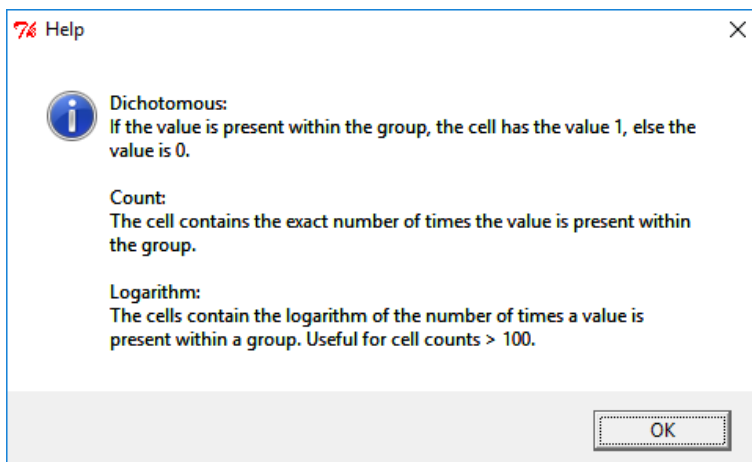 Help
Dichotomous:
If the value is present within the group, the cell has the value 1, else the
value is 0.
Count:
The cell contains the exact number of times the value is present within
the group.
Logarithm:
The cells contain the logarithm of the number of times a value is
present within a group. Useful for cell counts > 100.
OK